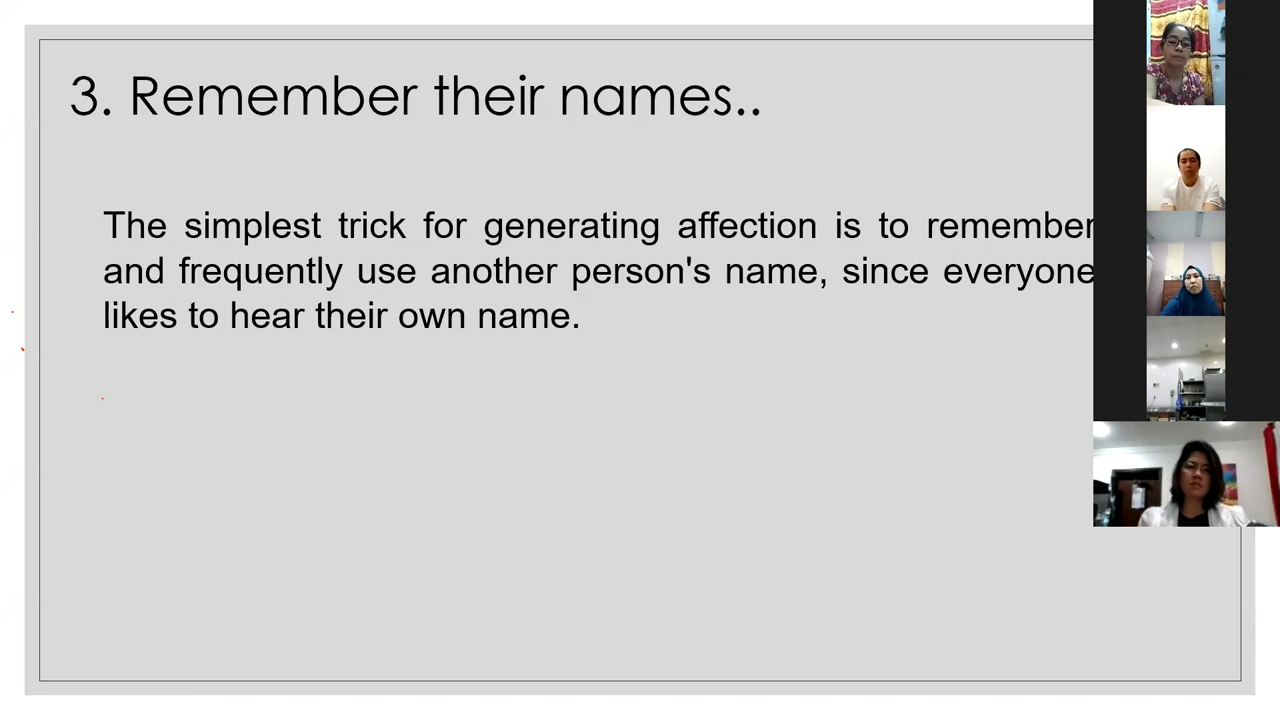 3. Remember their names..
The simplest trick for generating affection is to remember
and frequently use another person's name, since everyone
likes to hear their own name.